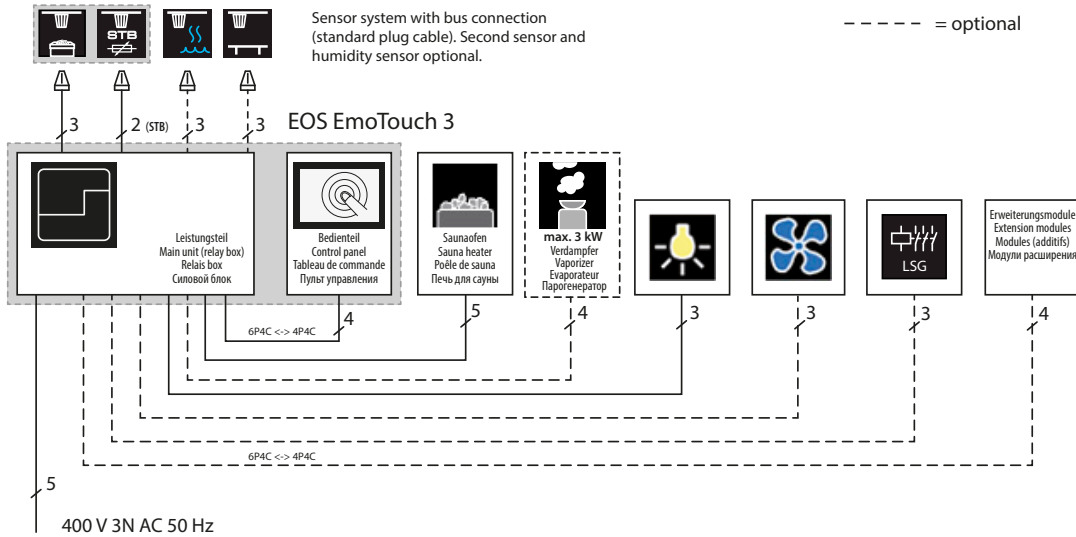 Sensor system with bus connection
(standard plug cable). Second sensor and
humidity sensor optional.
= optional
STB
3
2 (STB)
3
3
EOS EmoTouch 3
Leistungsteil
Main unit (relay box)
Relais box
Силовой блок
Bedienteil
Control panel
Tableau de commande
Пульт управления
Saunaofen
Sauna heater
Poêle de sauna
Печь для сауны
max. 3 kW
Verdampfer
Vaporizer
Evaporateur
Парогенератор
LSG
Erweiterungsmodule
Extension modules
Modules (additifs)
Модули расширения
4
5
4
3
3
3
4
6P4C <-> 4P4C
6P4C <-> 4P4C
5
400 V 3N AC 50 Hz